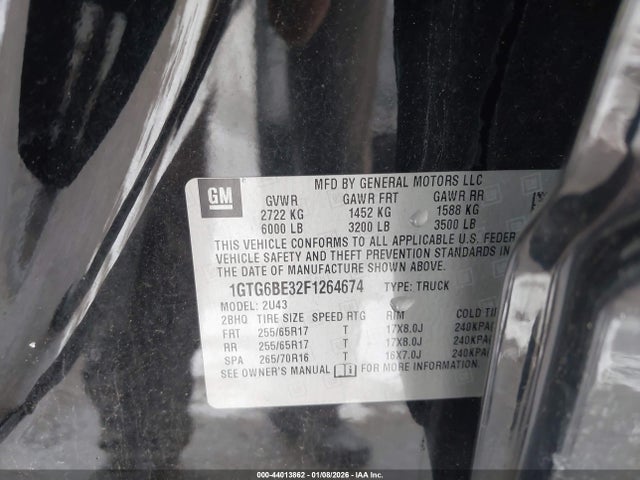 GM
MFD BY GENERAL MOTORS LLC
GVWR GAWR FRT GAWR RR
2722 KG 1452 KG 1588 KG
6000 LB 3200 LB 3500 LB
THIS VEHICLE CONFORMS TO ALL APPLICABLE U.S. FEDER
VEHICLE SAFETY AND THEFT PREVENTION STANDARDS IN
THE DATE OF MANUFACTURE SHOWN ABOVE.
1GTG6BE32F1264674 TYPE: TRUCK
MODEL: 2U43
2BHQ TIRE SIZE SPEED RTG RIM
FRT 255/65R17 T 17X8.0J 240KPA(
RR 255/65R17 T 17X8.0J 240KPA(
SPA 265/70R16 T 16X7.0J 240KPA(
SEE OWNER'S MANUAL FOR MORE INFORMATION.
000-44013862 - 01/08/2026 - IAAI.CA